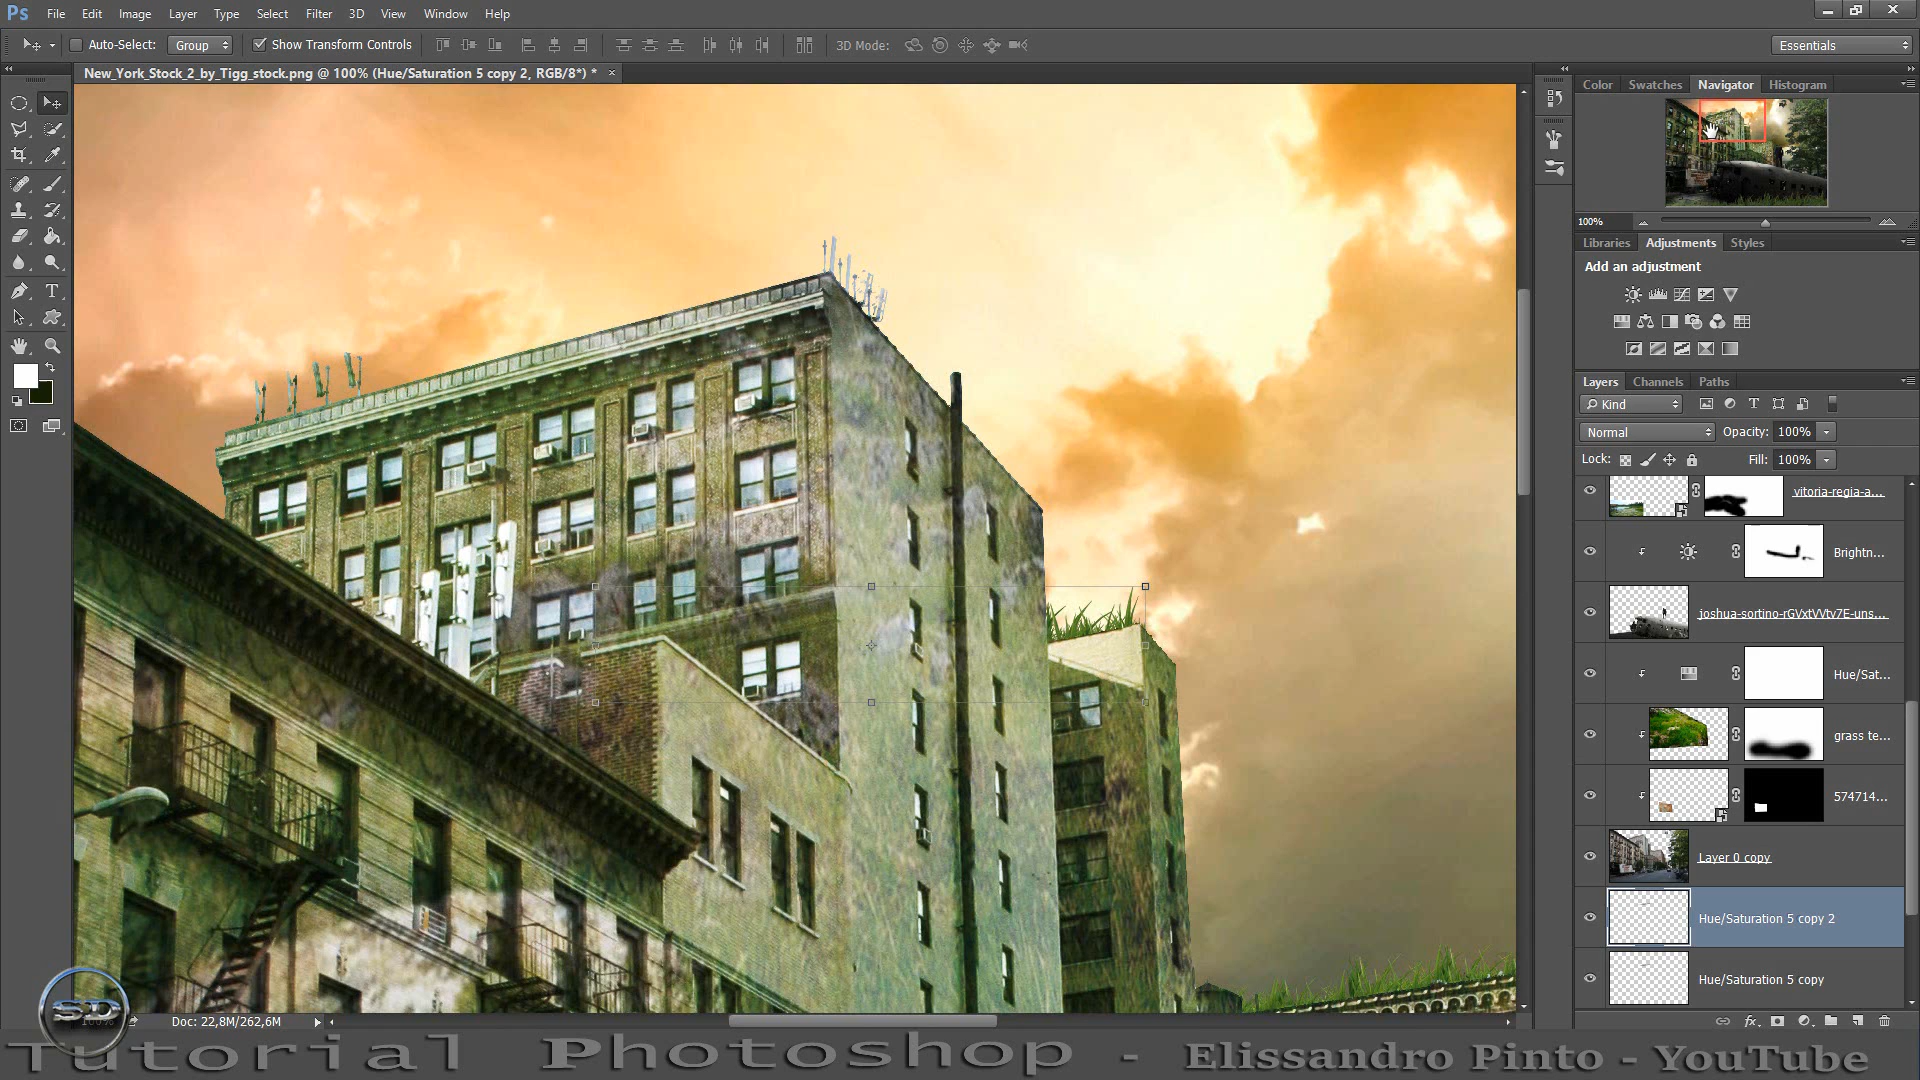 Ps File Edit Image Layer Type Select Filter 3D View Window Help
Auto-Select: Group Show Transform Controls 3D Mode: Essentials
New_York_Stock_2_by_Tigg_stock.png @ 100% (Hue/Saturation 5 copy 2, RGB/8*) * ×
Color Swatches Navigator Histogram
100%
Libraries Adjustments Styles
Add an adjustment
Layers Channels Paths
Kind
Normal Opacity: 100%
Lock: Fill: 100%
vitoria-regia-a...
Brightn...
joshua-sortino-rGVxtVVtv7E-uns...
Hue/Sat...
grass te...
574714...
Layer 0 copy
Hue/Saturation 5 copy 2
Hue/Saturation 5 copy
fx
SD
100% Doc: 22,8M/262,6M
Tutorial Photoshop - Elissandro Pinto - YouTube